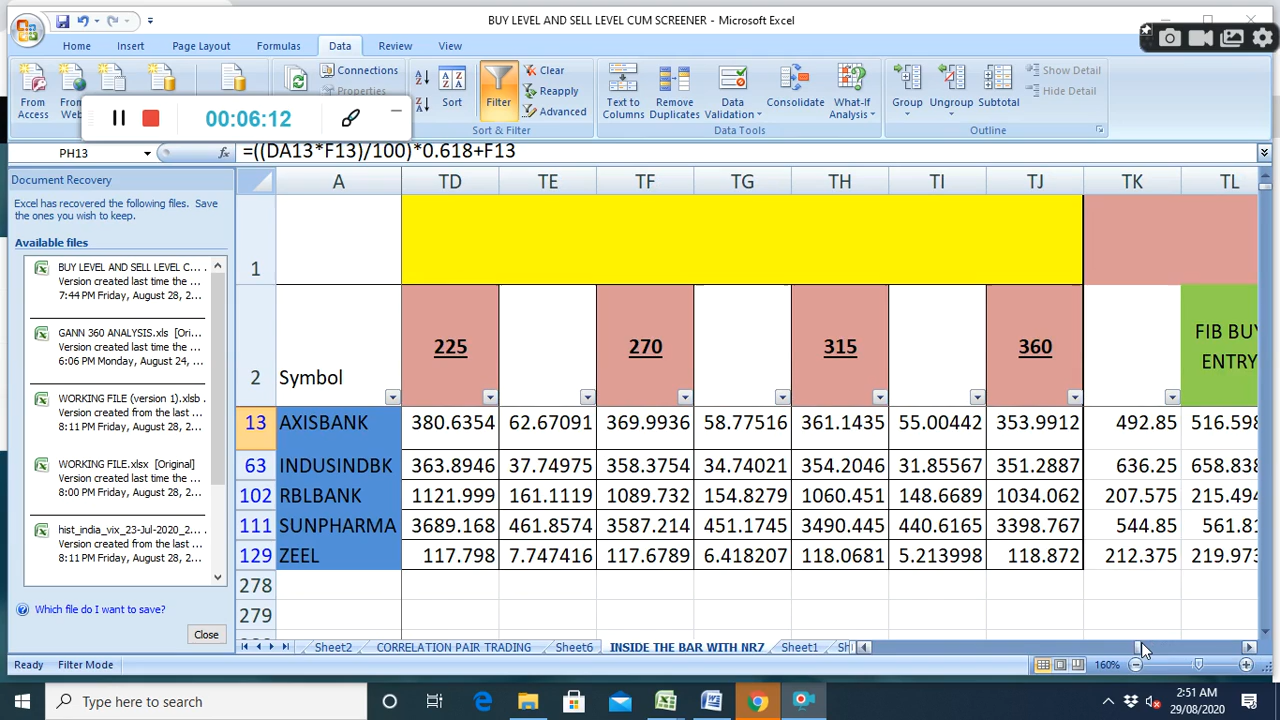 BUY LEVEL AND SELL LEVEL CUM SCREENER - Microsoft Excel
Home Insert Page Layout Formulas Data Review View
From Access
From Web
00:06:12
Connections
Properties
Sort
Filter
Clear
Reapply
Advanced
Sort & Filter
Text to Columns
Remove Duplicates
Data Validation
Consolidate
What-If Analysis
Data Tools
Group
Ungroup
Subtotal
Show Detail
Hide Detail
Outline
PH13 fx =((DA13*F13)/100)*0.618+F13
Document Recovery
Excel has recovered the following files. Save
the ones you wish to keep.
Available files
BUY LEVEL AND SELL LEVEL C...
Version created last time the ...
7:44 PM Friday, August 28, 2...
GANN 360 ANALYSIS.xls [Ori...
Version created last time the ...
6:06 PM Monday, August 24, ...
WORKING FILE (version 1).xlsb
Version created from the last ...
8:11 PM Friday, August 28, 2...
WORKING FILE.xlsx [Original]
Version created from the last ...
8:00 PM Friday, August 28, 2...
hist_india_vix_23-Jul-2020_2...
Version created from the last ...
8:11 PM Friday, August 28, 2...
Which file do I want to save?
Close
A TD TE TF TG TH TI TJ TK TL
1
2 Symbol 225 270 315 360 FIB BUY
ENTRY
13 AXISBANK 380.6354 62.67091 369.9936 58.77516 361.1435 55.00442 353.9912 492.85 516.598
63 INDUSINDBK 363.8946 37.74975 358.3754 34.74021 354.2046 31.85567 351.2887 636.25 658.838
102 RBLBANK 1121.999 161.1119 1089.732 154.8279 1060.451 148.6689 1034.062 207.575 215.494
111 SUNPHARMA 3689.168 461.8574 3587.214 451.1745 3490.445 440.6165 3398.767 544.85 561.81
129 ZEEL 117.798 7.747416 117.6789 6.418207 118.0681 5.213998 118.872 212.375 219.973
278
279
Sheet2 CORRELATION PAIR TRADING Sheet6 INSIDE THE BAR WITH NR7 Sheet1 Sh
Ready Filter Mode 160%
Type here to search
2:51 AM
29/08/2020